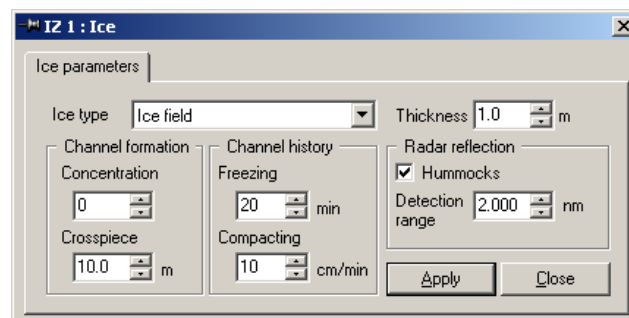 IZ 1 : Ice
Ice parameters
Ice type Ice field Thickness 1.0 m
Channel formation Channel history Radar reflection
Concentration Freezing Hummocks
0 20 min Detection range 2.000 nm
Crosspiece Compacting
10.0 m 10 cm/min Apply Close